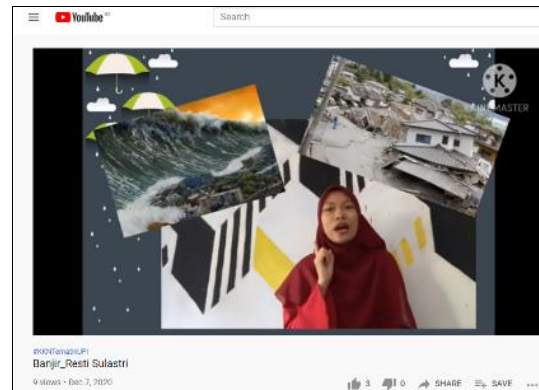 YouTube
Search
KINEMASTER
#KKNTematikUPI
Banjir_Resti Sulastri
9 views • Dec 7, 2020
3
0
SHARE
SAVE